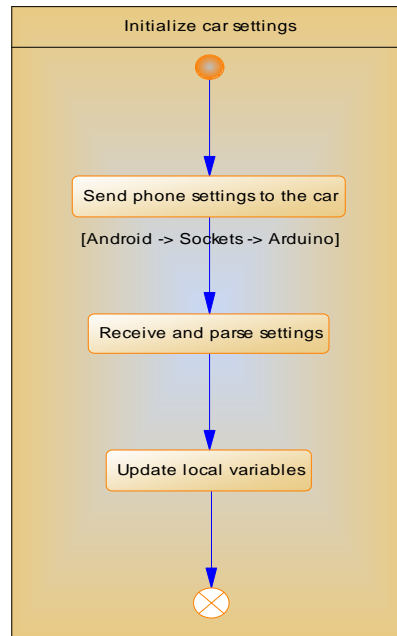 Initialize car settings
Send phone settings to the car
[Android -> Sockets -> Arduino]
Receive and parse settings
Update local variables